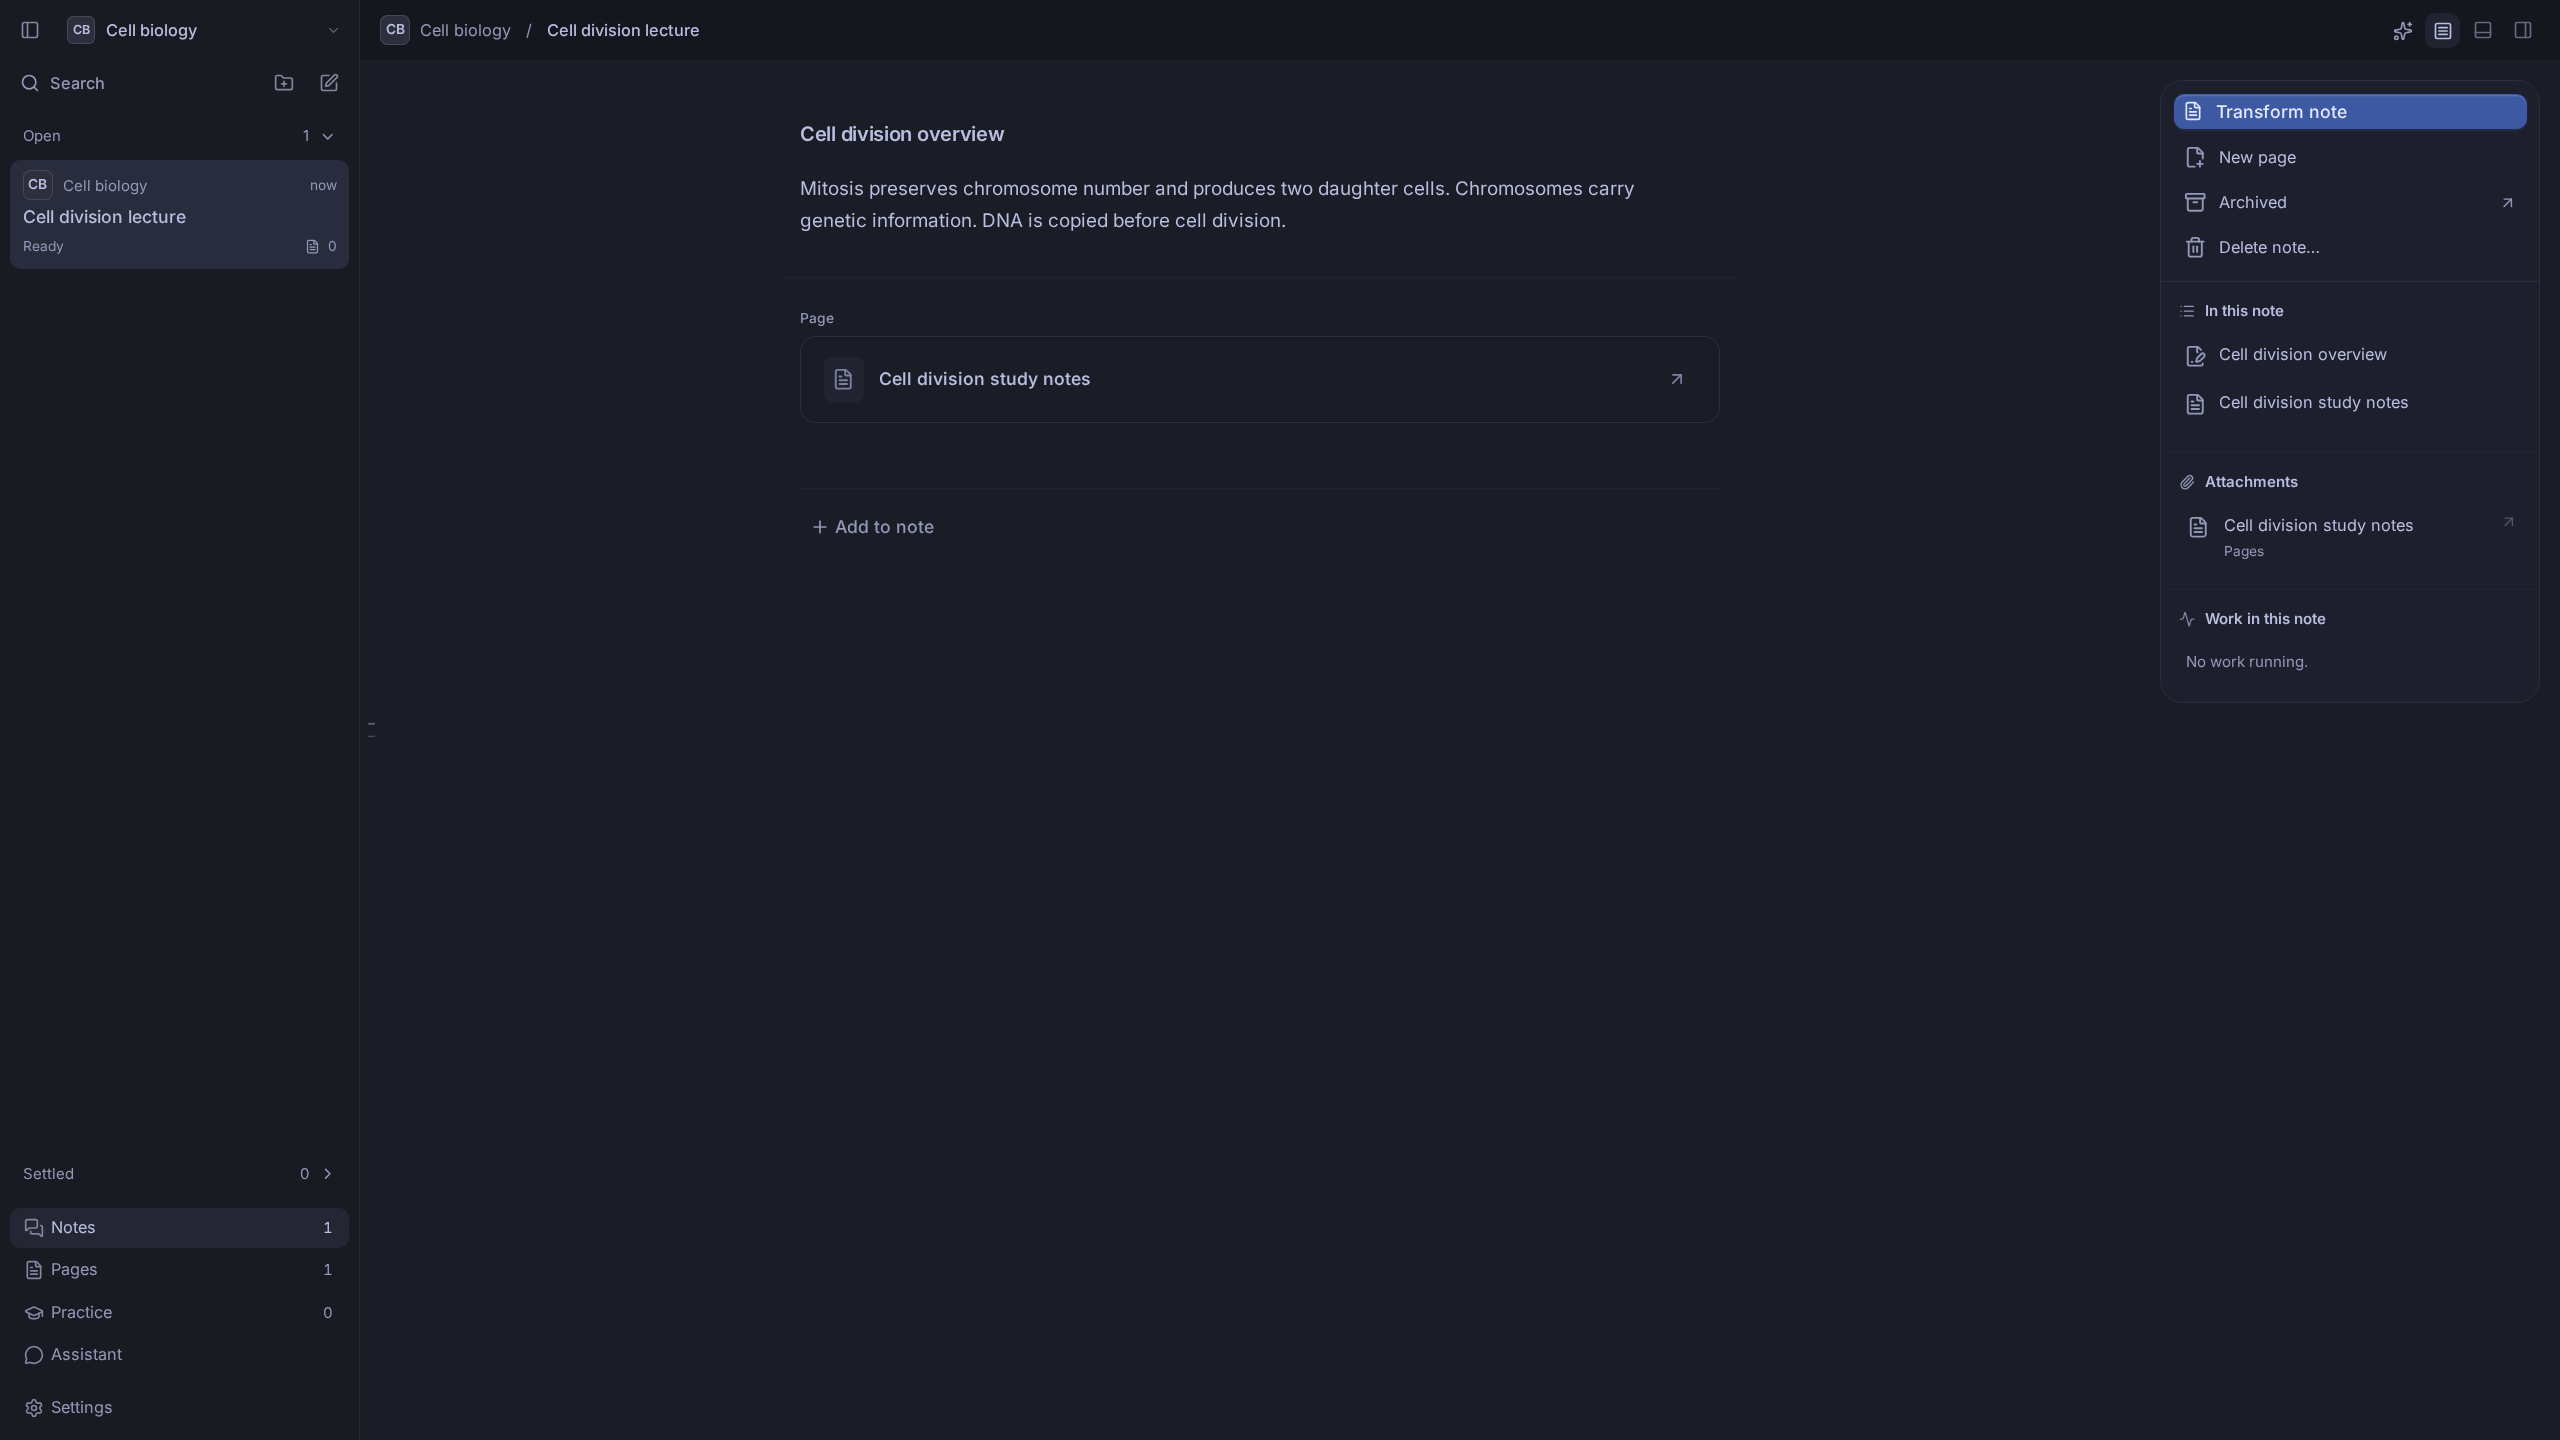 CB Cell biology
Search
Open 1
CB Cell biology now
Cell division lecture
Ready 0
Settled 0
Notes 1
Pages 1
Practice 0
Assistant
Settings
CB Cell biology / Cell division lecture
Cell division overview
Mitosis preserves chromosome number and produces two daughter cells. Chromosomes carry
genetic information. DNA is copied before cell division.
Page
Cell division study notes
Add to note
Transform note
New page
Archived
Delete note...
In this note
Cell division overview
Cell division study notes
Attachments
Cell division study notes
Pages
Work in this note
No work running.